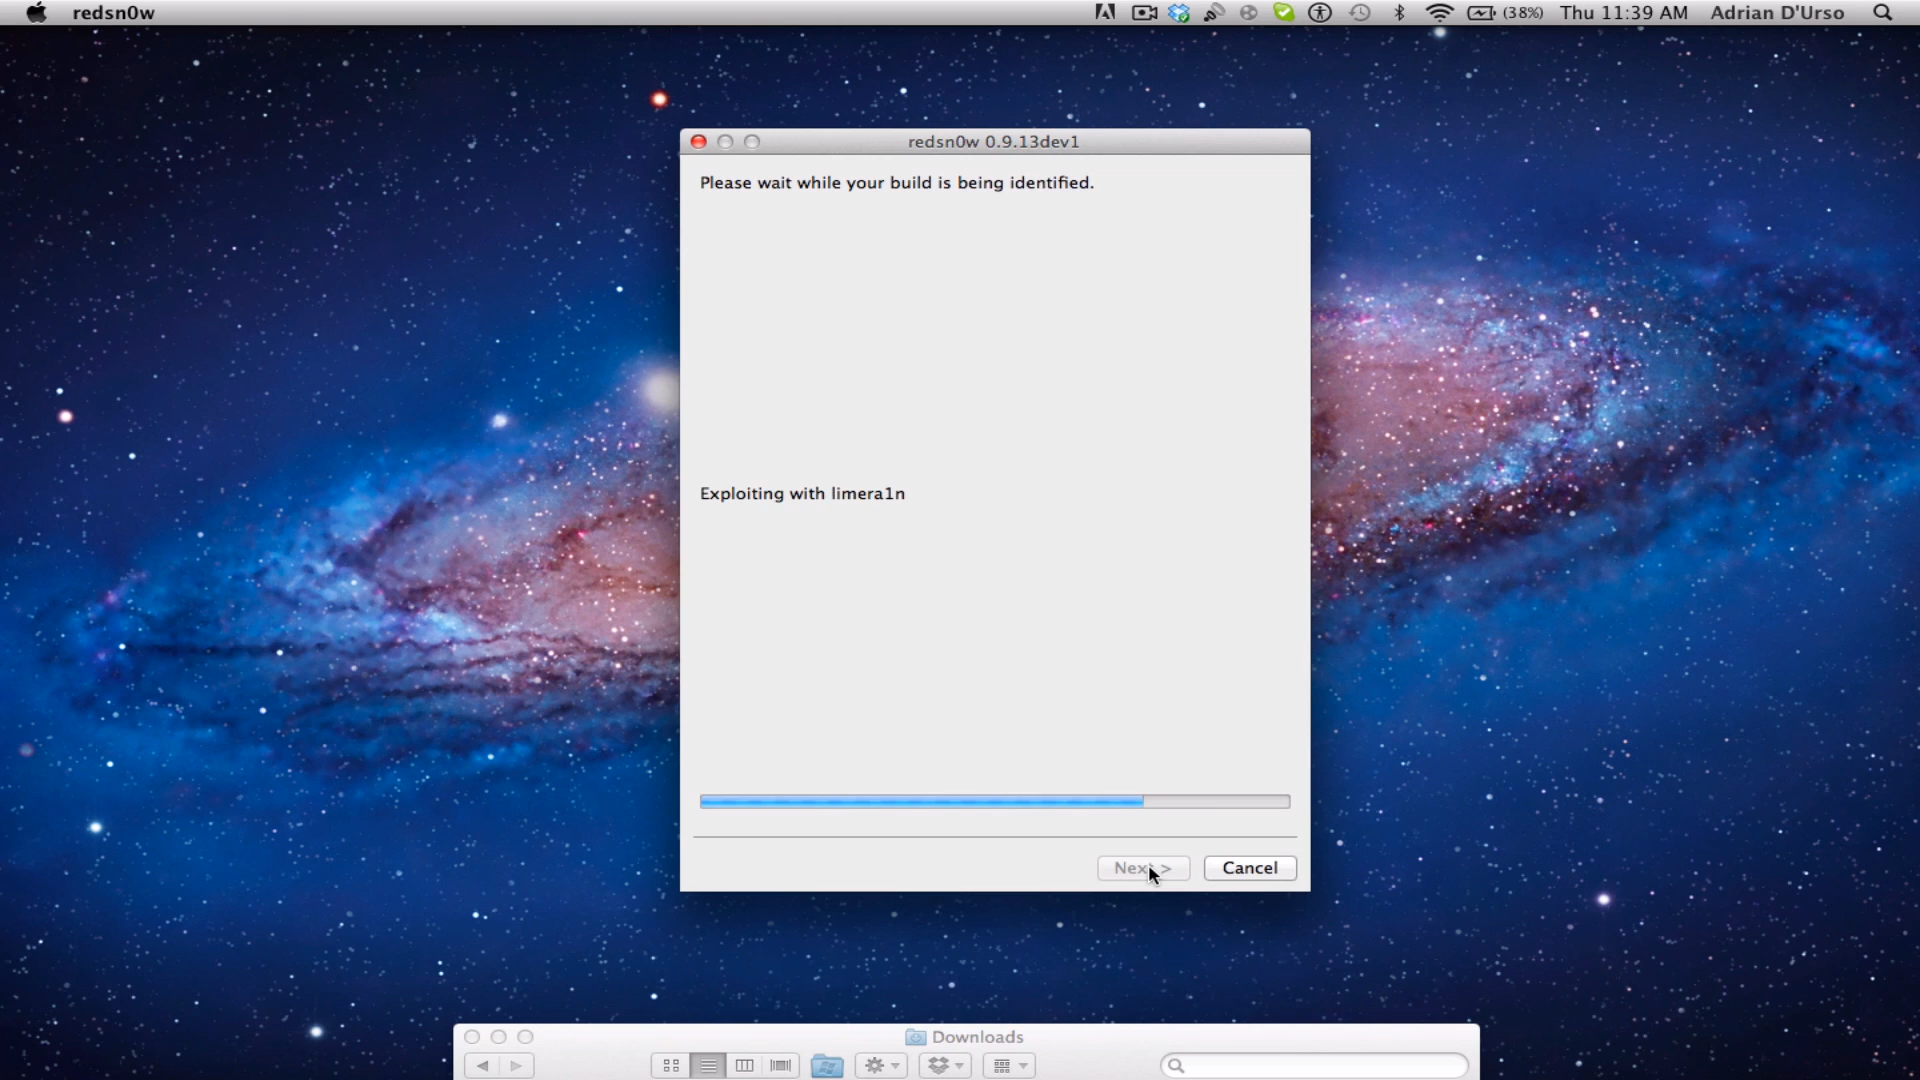 redsn0w
(38%) Thu 11:39 AM Adrian D'Urso
redsn0w 0.9.13dev1
Please wait while your build is being identified.
Exploiting with limera1n
Next >
Cancel
Downloads